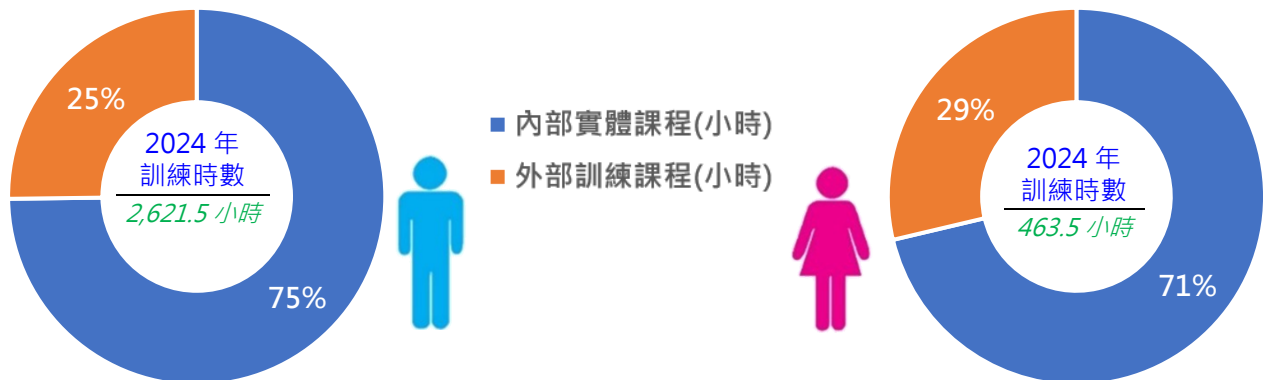 25%
2024 年
訓練時數
2,621.5 小時
75%
內部實體課程(小時)
外部訓練課程(小時)
29%
2024 年
訓練時數
463.5 小時
71%